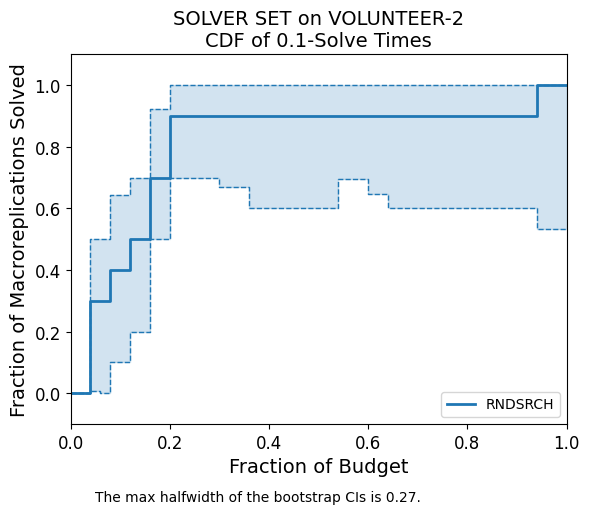 SOLVER SET on VOLUNTEER-2
CDF of 0.1-Solve Times
Fraction of Macroreplications Solved
1.0
0.8
0.6
0.4
0.2
0.0
RNDSRCH
0.0 0.2 0.4 0.6 0.8 1.0
Fraction of Budget
The max halfwidth of the bootstrap CIs is 0.27.